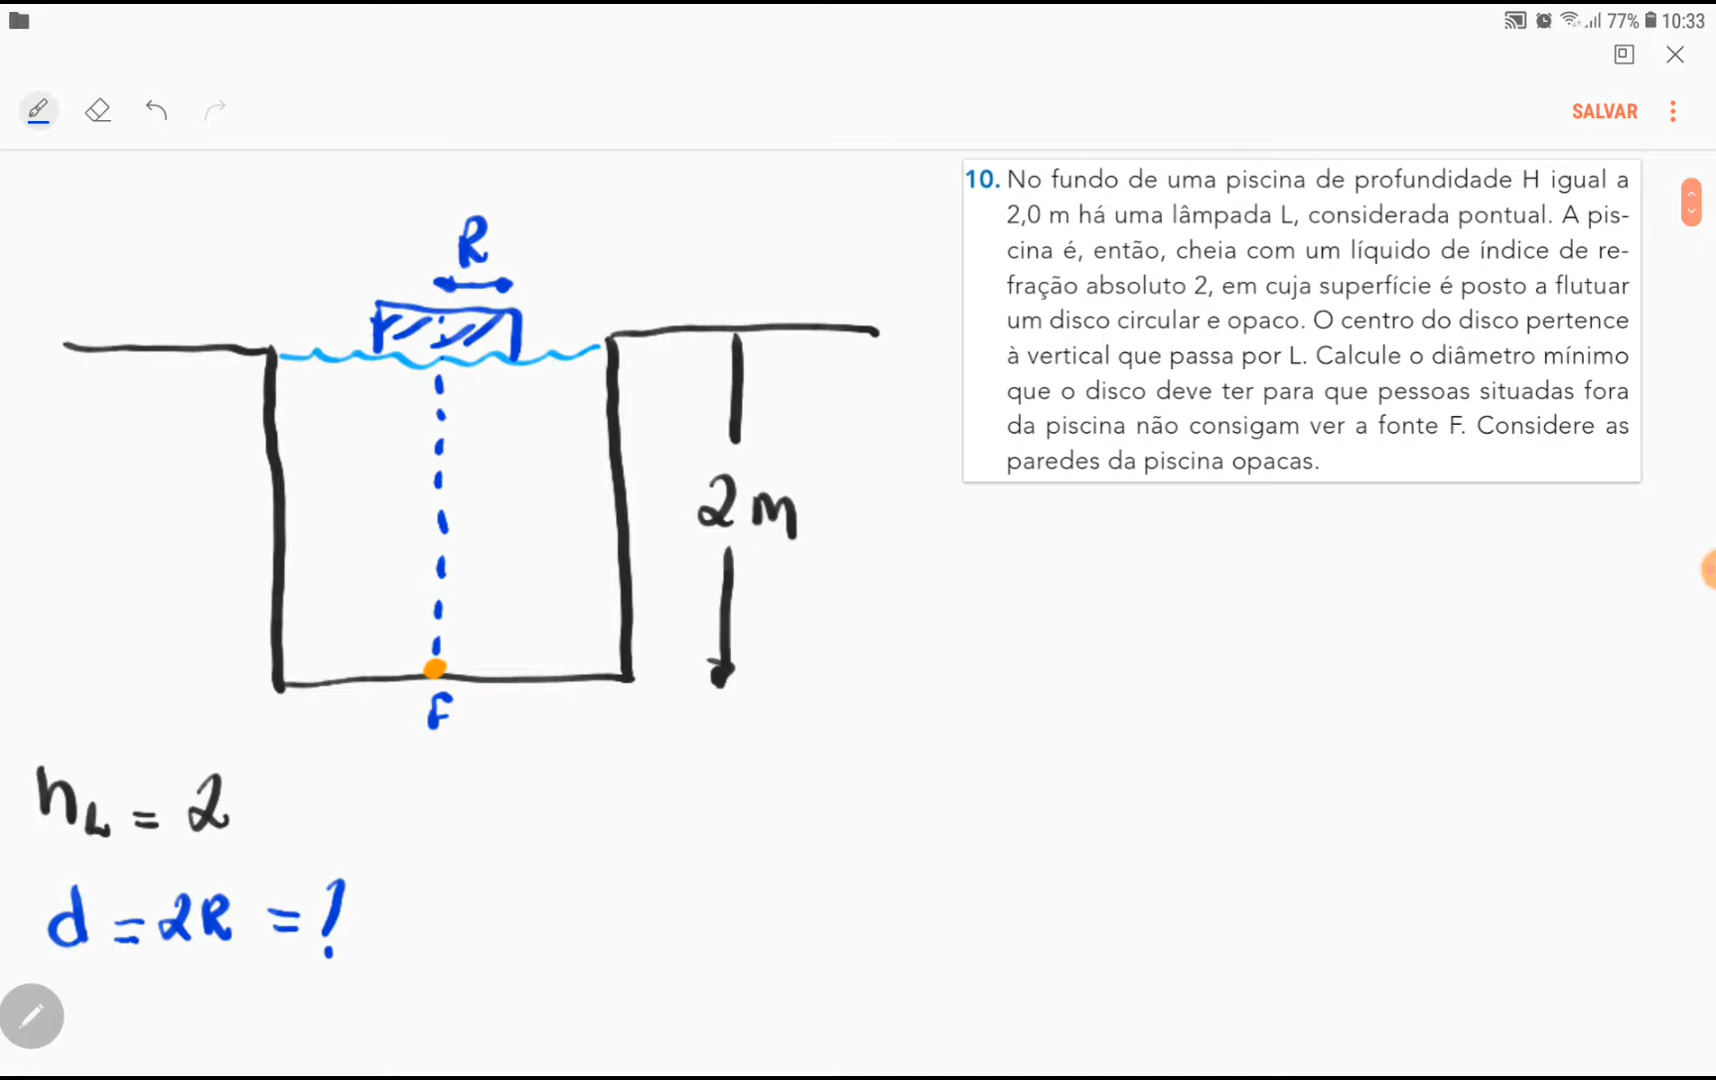 77% 10:33
SALVAR
10. No fundo de uma piscina de profundidade H igual a
2,0 m há uma lâmpada L, considerada pontual. A pis-
cina é, então, cheia com um líquido de índice de re-
fração absoluto 2, em cuja superfície é posto a flutuar
um disco circular e opaco. O centro do disco pertence
à vertical que passa por L. Calcule o diâmetro mínimo
que o disco deve ter para que pessoas situadas fora
da piscina não consigam ver a fonte F. Considere as
paredes da piscina opacas.
R
2 m
F
n_L = 2
d = 2R = ?